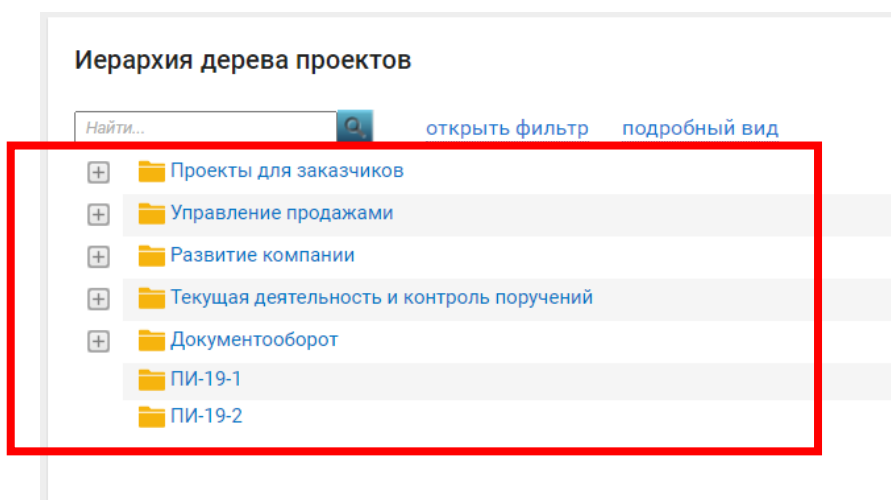 Иерархия дерева проектов
Найти... открыть фильтр подробный вид
Проекты для заказчиков
Управление продажами
Развитие компании
Текущая деятельность и контроль поручений
Документооборот
ПИ-19-1
ПИ-19-2